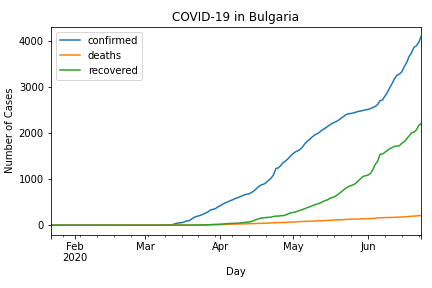 COVID-19 in Bulgaria
confirmed
deaths
recovered
Number of Cases
4000
3000
2000
1000
0
Feb
2020
Mar
Apr
May
Jun
Day